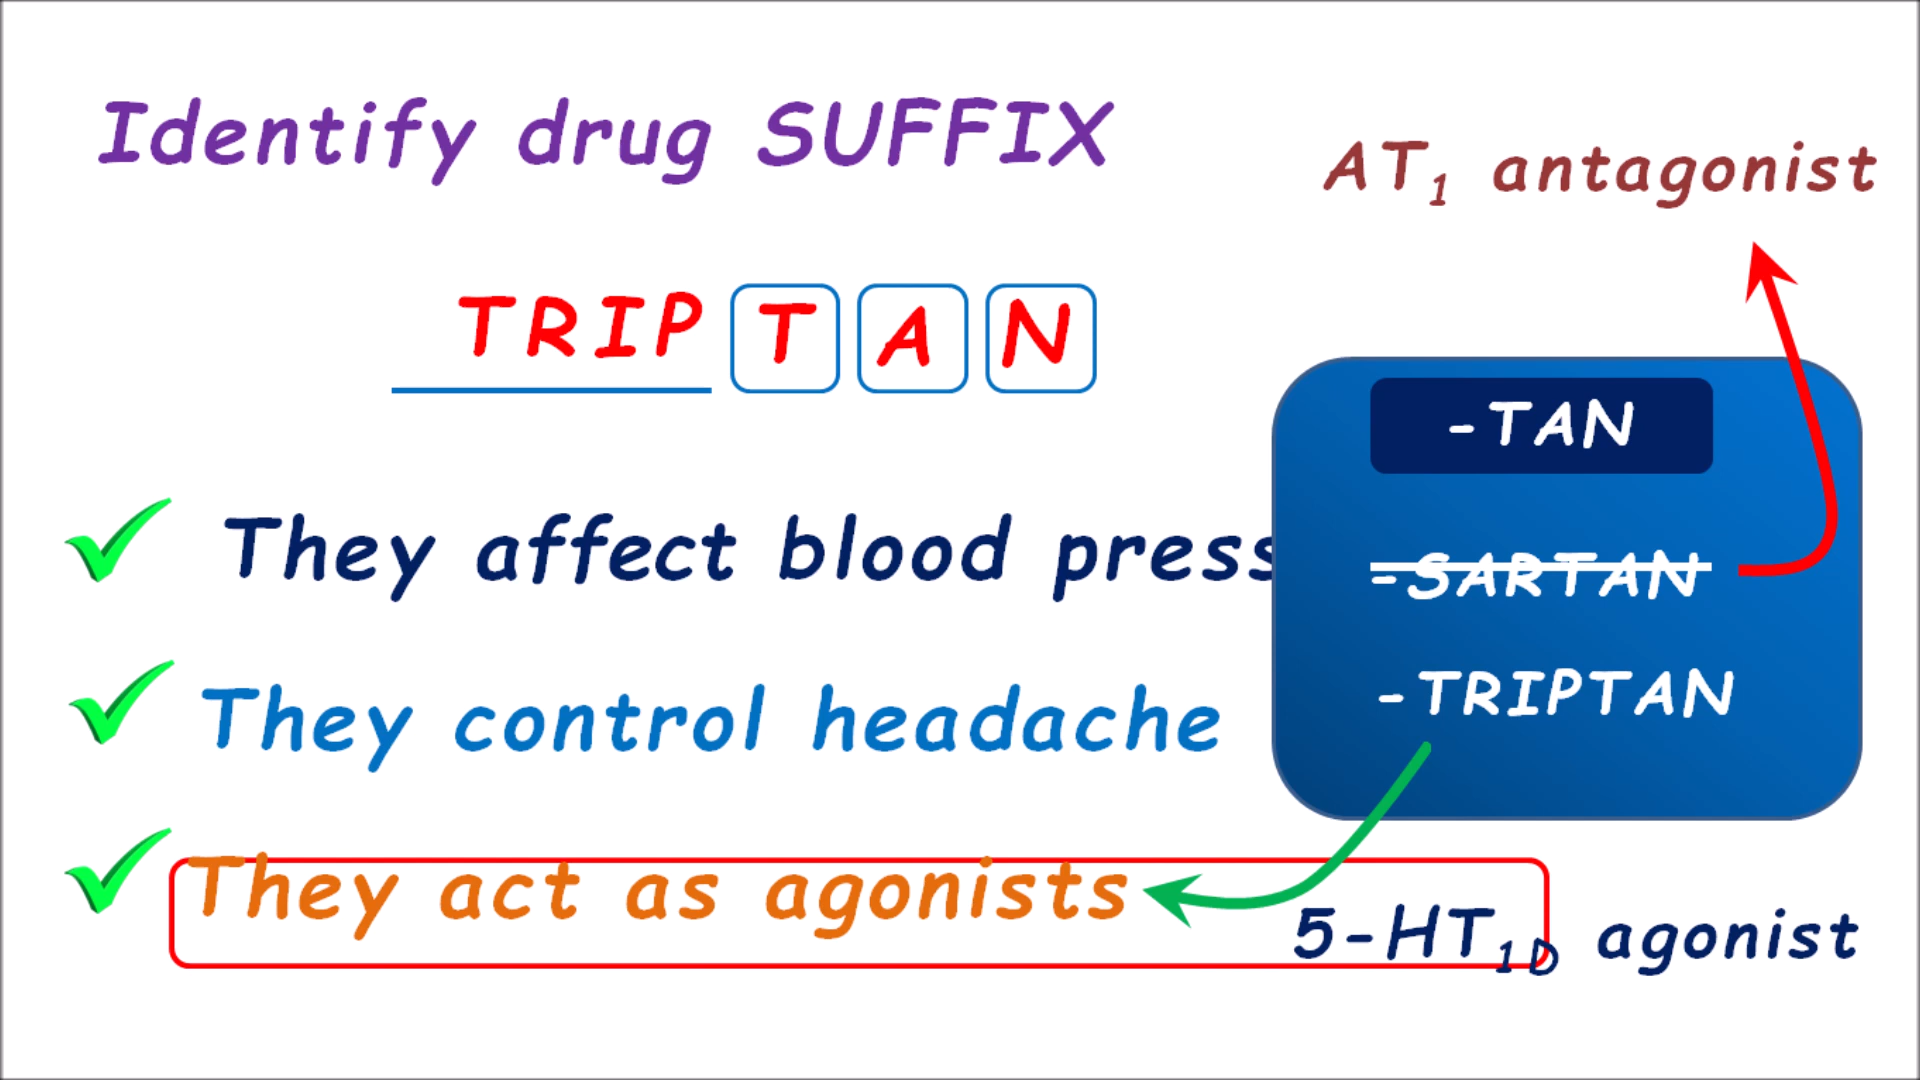 Identify drug SUFFIX
AT1 antagonist
TRIPTAN
-TAN
They affect blood press
-SARTAN
They control headache
-TRIPTAN
They act as agonists
5-HT1D agonist